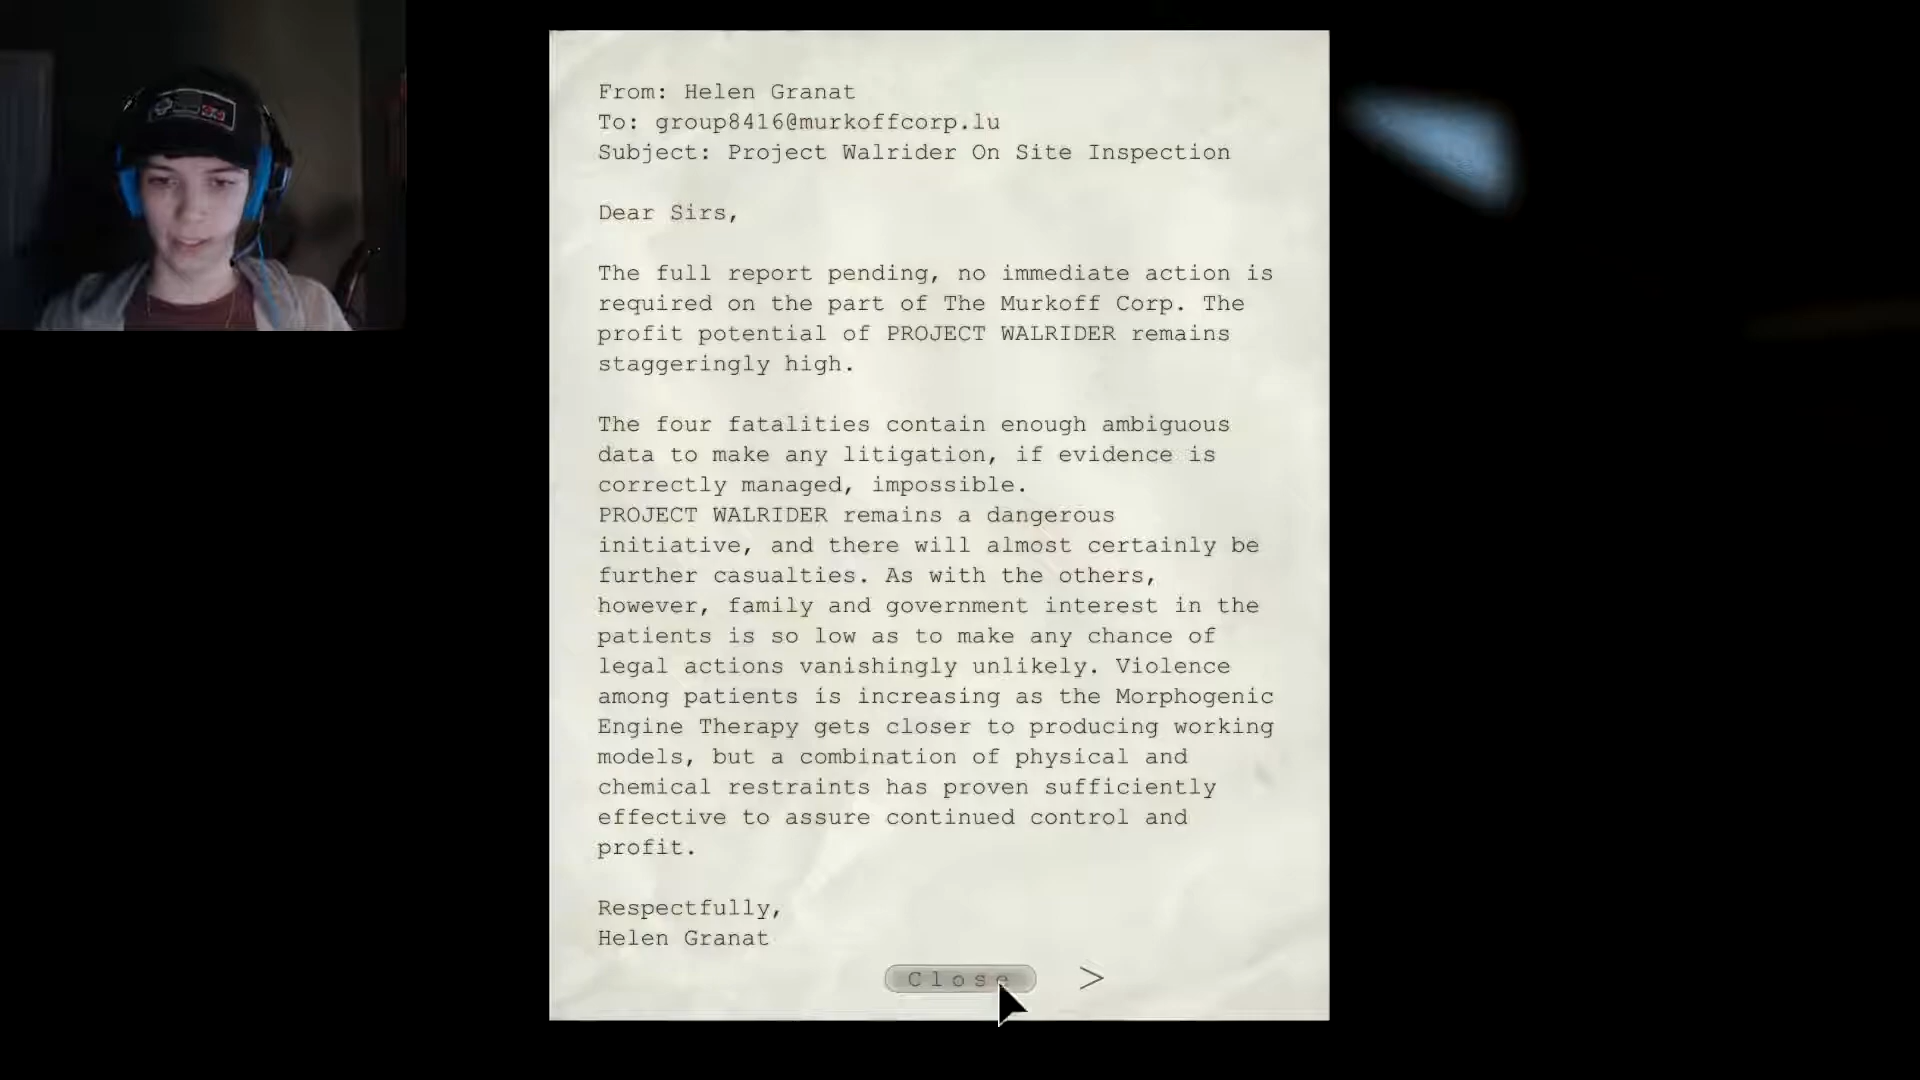 From: Helen Granat
To: group8416@murkoffcorp.lu
Subject: Project Walrider On Site Inspection
Dear Sirs,
The full report pending, no immediate action is
required on the part of The Murkoff Corp. The
profit potential of PROJECT WALRIDER remains
staggeringly high.
The four fatalities contain enough ambiguous
data to make any litigation, if evidence is
correctly managed, impossible.
PROJECT WALRIDER remains a dangerous
initiative, and there will almost certainly be
further casualties. As with the others,
however, family and government interest in the
patients is so low as to make any chance of
legal actions vanishingly unlikely. Violence
among patients is increasing as the Morphogenic
Engine Therapy gets closer to producing working
models, but a combination of physical and
chemical restraints has proven sufficiently
effective to assure continued control and
profit.
Respectfully,
Helen Granat
Close >